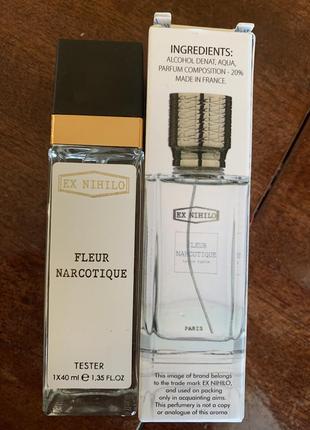 EX NIHILO
FLEUR
NARCOTIQUE
TESTER
1X40 ml e 1,35 FL.OZ
INGREDIENTS:
ALCOHOL DENAT, AQUA,
PARFUM COMPOSITION - 20%
MADE IN FRANCE.
EX NIHILO
FLEUR
NARCOTIQUE
PARIS
This image of brand belongs
to the trade mark EX NIHILO,
and used on packing
only in acquainting aims.
This perfumery is not a copy
or analogue of this aroma